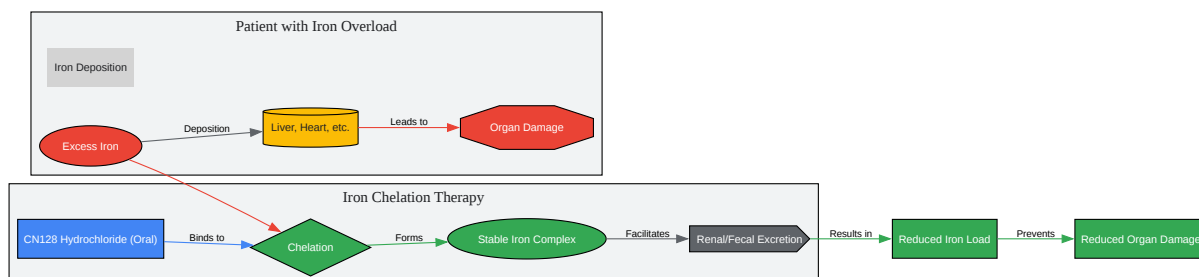 Patient with Iron Overload
Iron Deposition
Excess Iron
Deposition
Liver, Heart, etc.
Leads to
Organ Damage
Iron Chelation Therapy
CN128 Hydrochloride (Oral)
Binds to
Chelation
Forms
Stable Iron Complex
Facilitates
Renal/Fecal Excretion
Results in
Reduced Iron Load
Prevents
Reduced Organ Damage